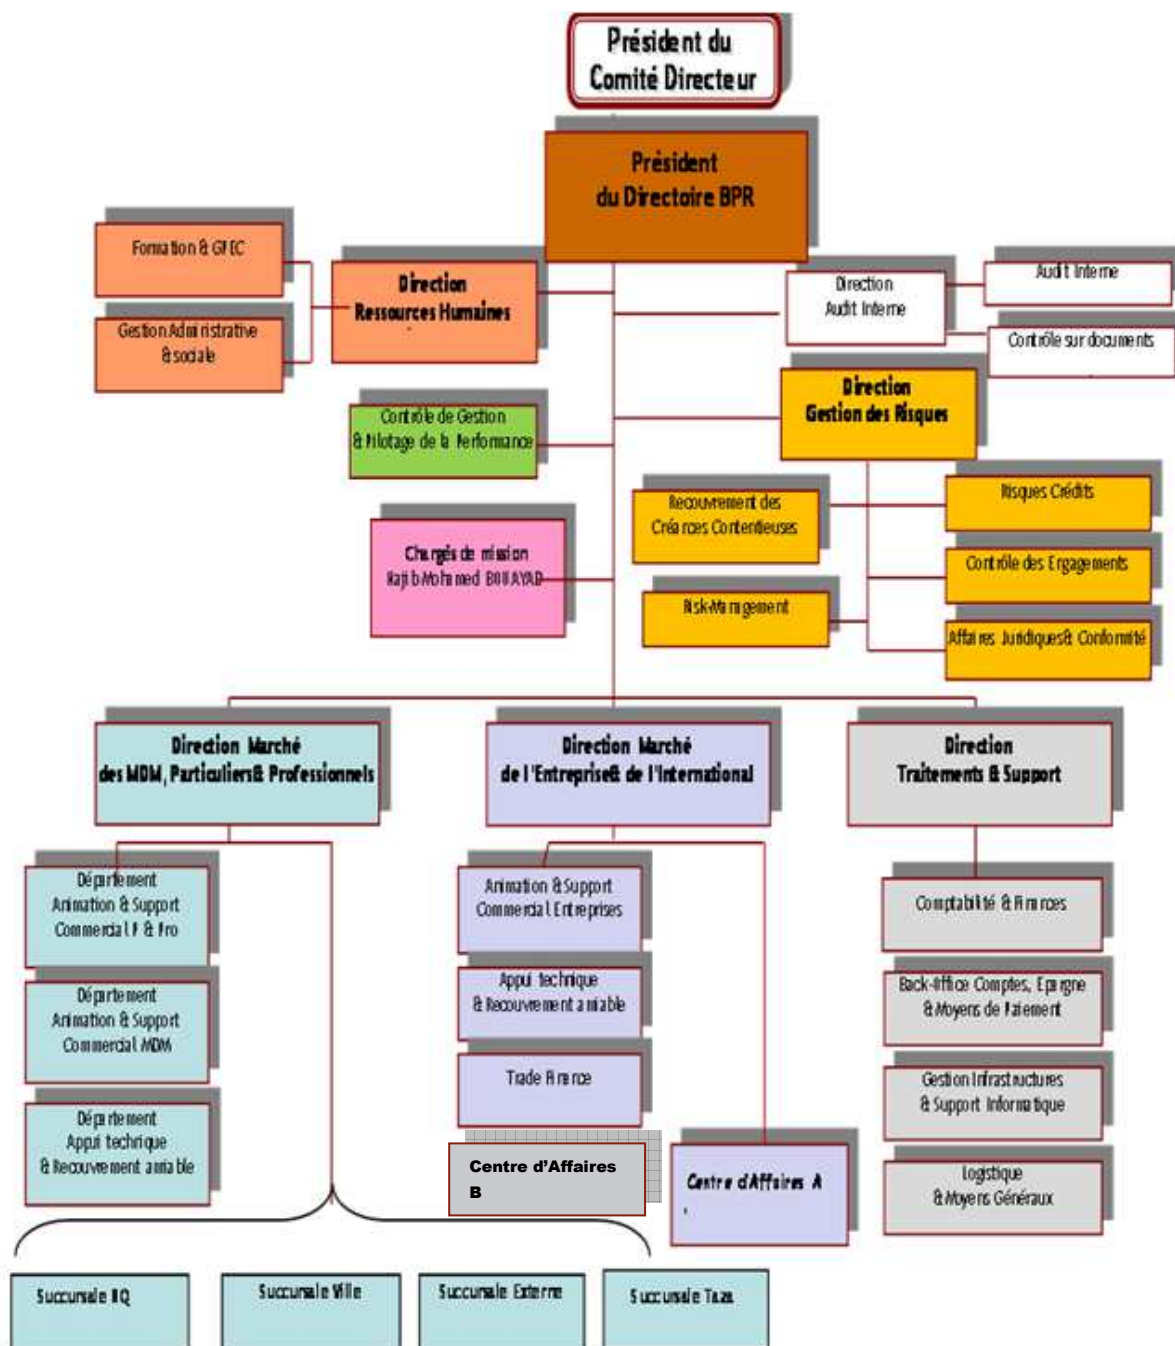 Président du
Comité Directeur
Président
du Directoire BPR
Formation & GPEC
Direction
Ressources Humaines
Gestion Administrative
& sociale
Direction
Audit Interne
Audit Interne
Contrôle sur documents
Contrôle de Gestion
& Pilotage de la Performance
Direction
Gestion des Risques
Recouvrement des
Créances Contentieuses
Risques Crédits
Chargés de mission
Najib Mohamed BOUAYAD
Contrôle des Engagements
Risk-Management
Affaires Juridiques & Conformité
Direction Marché
des MDM, Particuliers & Professionnels
Direction Marché
de l'Entreprise & de l'International
Direction
Traitements & Support
Département
Animation & Support
Commercial P & Pro
Département
Animation & Support
Commercial MDM
Département
Appui technique
& Recouvrement amiable
Animation & Support
Commercial Entreprises
Appui technique
& Recouvrement amiable
Trade Finance
Centre d'Affaires
B
Centre d'Affaires A
Comptabilité & Finances
Back-Office Comptes, Epargne
& Moyens de Paiement
Gestion Infrastructures
& Support Informatique
Logistique
& Moyens Généraux
Succursale
Succursale Ville
Succursale Externe
Succursale Taza